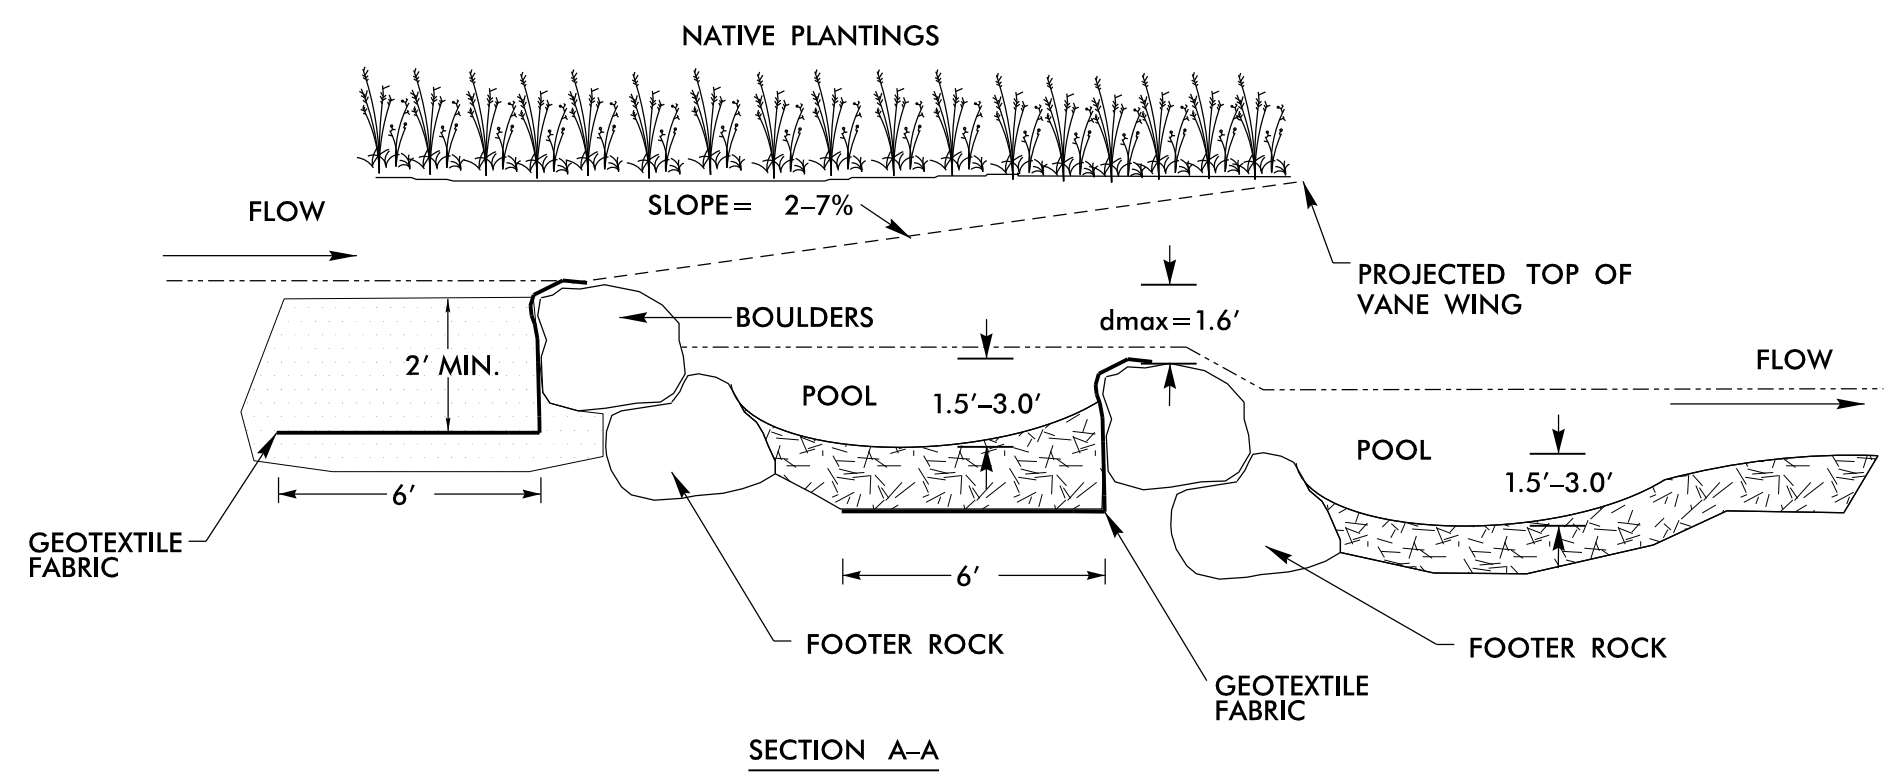 NATIVE PLANTINGS
FLOW
SLOPE= 2–7%
PROJECTED TOP OF
VANE WING
BOULDERS
dmax=1.6'
2' MIN.
FLOW
POOL
1.5'–3.0'
POOL
1.5'–3.0'
6'
GEOTEXTILE
FABRIC
6'
FOOTER ROCK
FOOTER ROCK
GEOTEXTILE
FABRIC
SECTION A–A